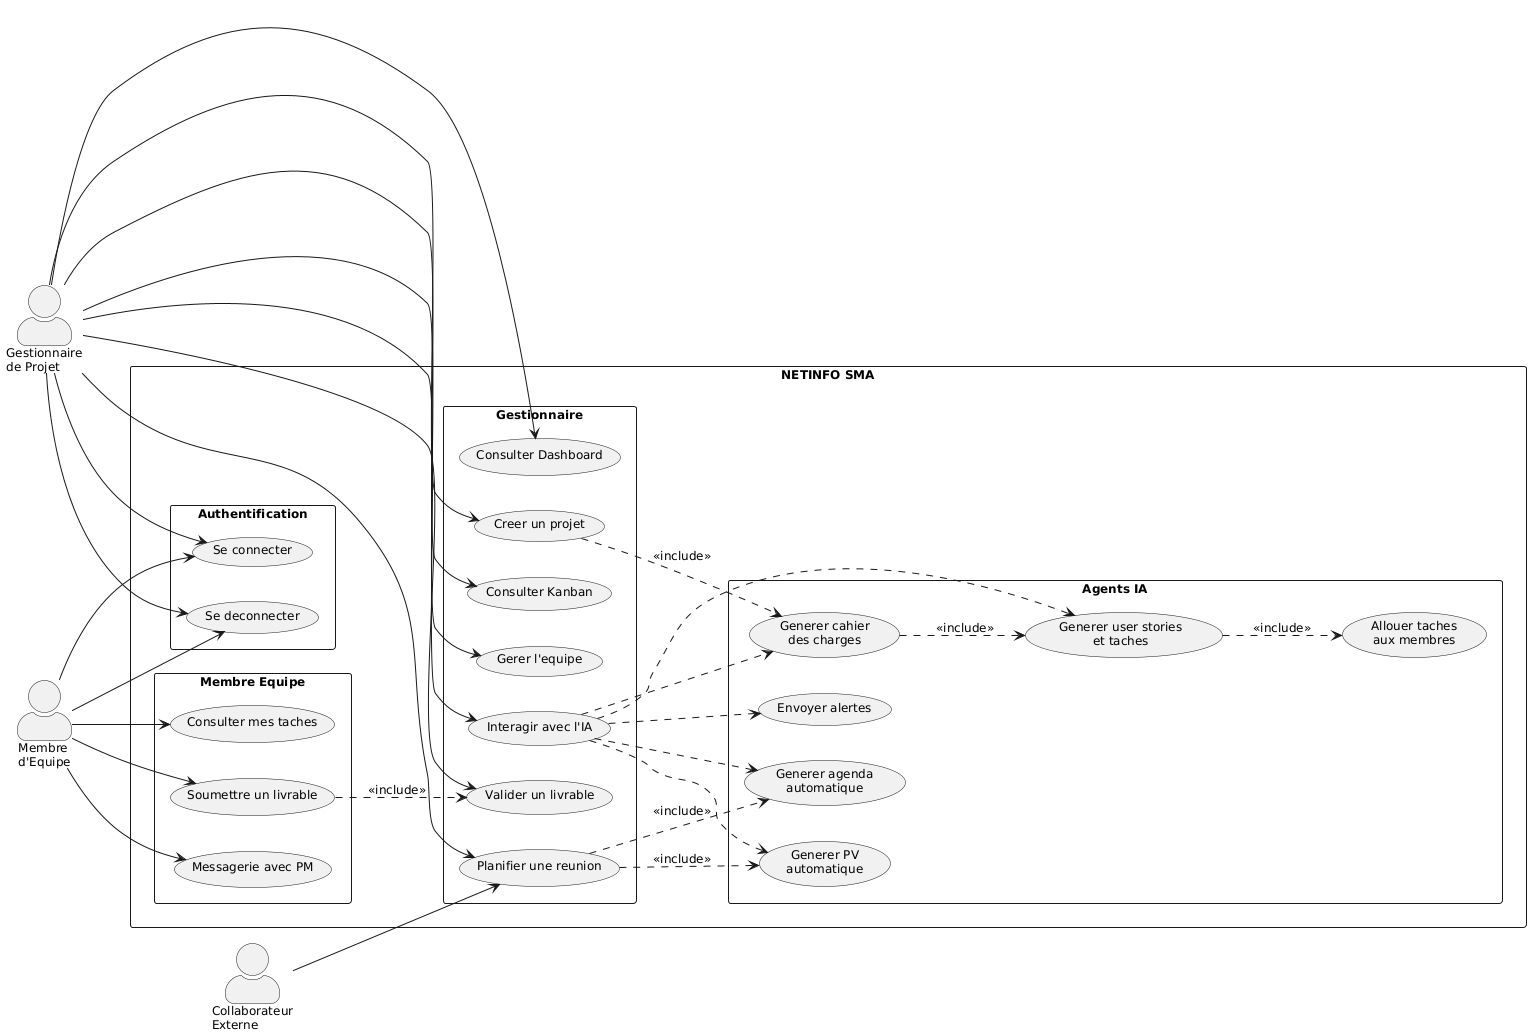 Gestionnaire
de Projet
NETINFO SMA
Gestionnaire
Consulter Dashboard
Authentification
Creer un projet
Se connecter
«include»
Consulter Kanban
Agents IA
Se deconnecter
Generer cahier
des charges
«include»
Generer user stories
et taches
«include»
Allouer taches
aux membres
Gerer l'equipe
Membre Equipe
Consulter mes taches
Interagir avec l'IA
Envoyer alertes
Membre
d'Equipe
Soumettre un livrable
«include»
Valider un livrable
Generer agenda
automatique
«include»
Messagerie avec PM
Planifier une reunion
«include»
Generer PV
automatique
Collaborateur
Externe